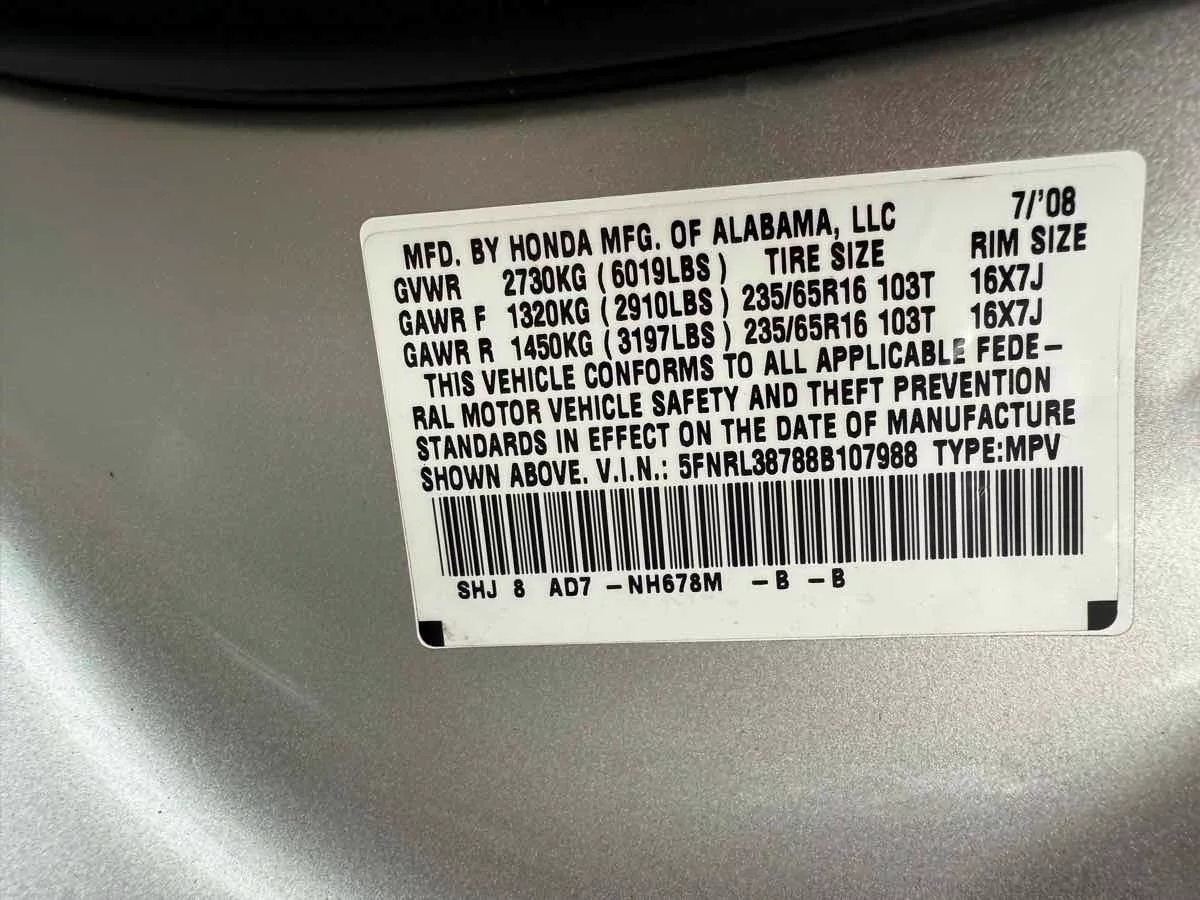 MFD. BY HONDA MFG. OF ALABAMA, LLC 7/'08
GVWR 2730KG (6019LBS) TIRE SIZE RIM SIZE
GAWR F 1320KG (2910LBS) 235/65R16 103T 16X7J
GAWR R 1450KG (3197LBS) 235/65R16 103T 16X7J
THIS VEHICLE CONFORMS TO ALL APPLICABLE FEDE-
RAL MOTOR VEHICLE SAFETY AND THEFT PREVENTION
STANDARDS IN EFFECT ON THE DATE OF MANUFACTURE
SHOWN ABOVE. V.I.N.: 5FNRL38788B107988 TYPE:MPV
SHJ 8 AD7 -NH678M -B -B